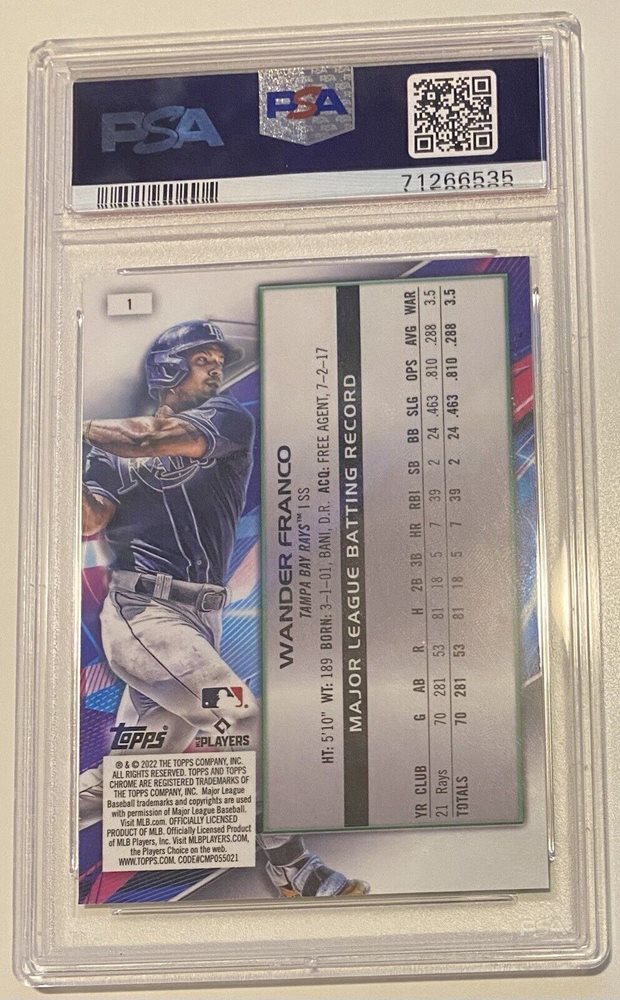 PSA
PSA
71266535
1
WANDER FRANCO
TAMPA BAY RAYS™ | SS
HT: 5'10" WT: 189 BORN: 3-1-01, BANI, D.R. ACQ: FREE AGENT, 7-2-17
MAJOR LEAGUE BATTING RECORD
YR CLUB G AB R H 2B 3B HR RBI SB BB SLG OPS AVG WAR
21 Rays 70 281 53 81 18 5 7 39 2 24 .463 .810 .288 3.5
TOTALS 70 281 53 81 18 5 7 39 2 24 .463 .810 .288 3.5
RAYS
TB
Topps
MLB PLAYERS
® & © 2022 THE TOPPS COMPANY, INC.
ALL RIGHTS RESERVED. TOPPS AND TOPPS
CHROME ARE REGISTERED TRADEMARKS OF
THE TOPPS COMPANY, INC. Major League
Baseball trademarks and copyrights are used
with permission of Major League Baseball.
Visit MLB.com. OFFICIALLY LICENSED
PRODUCT OF MLB. Officially Licensed Product
of MLB Players, Inc. Visit MLBPLAYERS.COM,
the Players Choice on the web.
WWW.TOPPS.COM. CODE#CMP055021
PSA